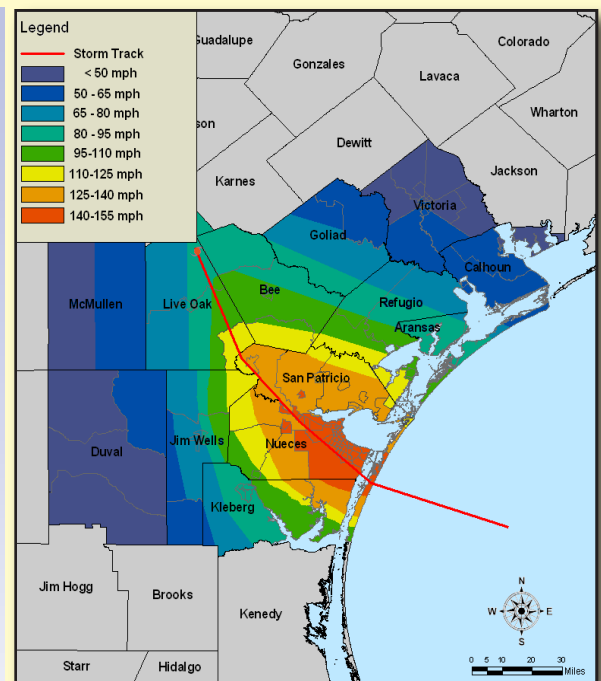 Legend
Storm Track
< 50 mph
50 - 65 mph
65 - 80 mph
80 - 95 mph
95-110 mph
110-125 mph
125-140 mph
140-155 mph
Guadalupe
Gonzales
Colorado
Lavaca
Wharton
son
Dewitt
Karnes
Jackson
Victoria
Goliad
Calhoun
McMullen
Live Oak
Bee
Refugio
Aransas
San Patricio
Duval
Jim Wells
Nueces
Kleberg
Jim Hogg
Brooks
Kenedy
Starr
Hidalgo
N
W
E
S
0 5 10 20 30
Miles